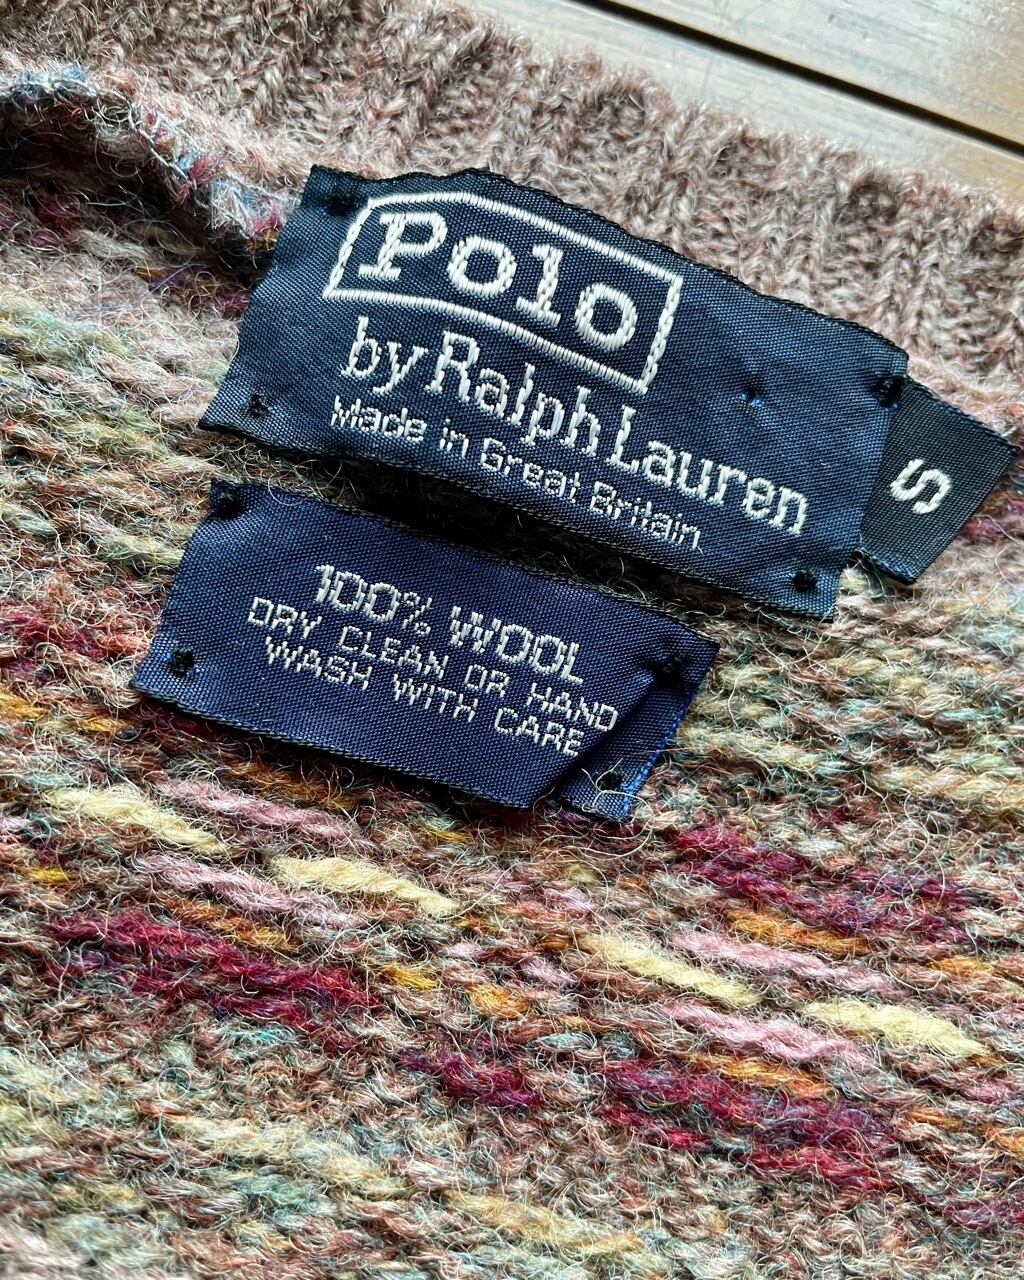 Polo
by Ralph Lauren
Made in Great Britain
S
100% WOOL
DRY CLEAN OR HAND
WASH WITH CARE